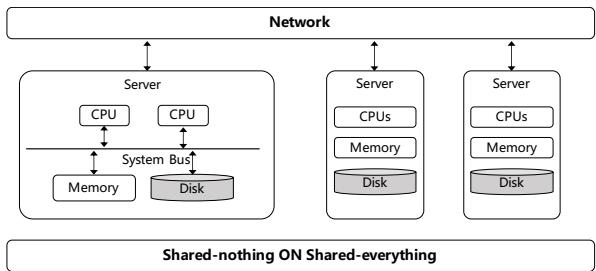 Network
Server
CPU CPU
System Bus
Memory Disk
Server
CPUs
Memory
Disk
Server
CPUs
Memory
Disk
Shared-nothing ON Shared-everything